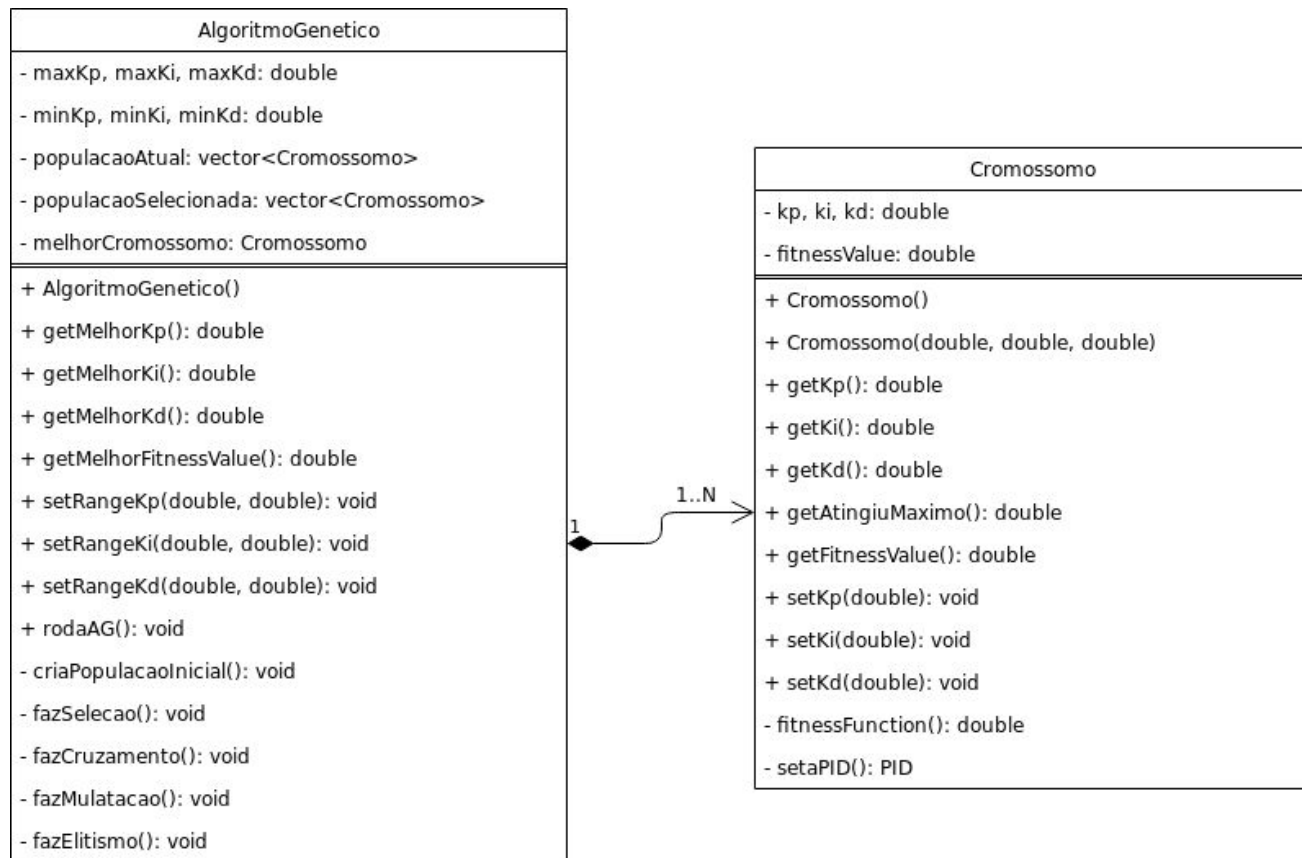 AlgoritmoGenetico
- maxKp, maxKi, maxKd: double
- minKp, minKi, minKd: double
- populacaoAtual: vector<Cromossomo>
- populacaoSelecionada: vector<Cromossomo>
- melhorCromossomo: Cromossomo
+ AlgoritmoGenetico()
+ getMelhorKp(): double
+ getMelhorKi(): double
+ getMelhorKd(): double
+ getMelhorFitnessValue(): double
+ setRangeKp(double, double): void
+ setRangeKi(double, double): void
+ setRangeKd(double, double): void
+ rodaAG(): void
- criaPopulacaoInicial(): void
- fazSelecao(): void
- fazCruzamento(): void
- fazMulatacao(): void
- fazElitismo(): void
1
1..N
Cromossomo
- kp, ki, kd: double
- fitnessValue: double
+ Cromossomo()
+ Cromossomo(double, double, double)
+ getKp(): double
+ getKi(): double
+ getKd(): double
+ getAtingiuMaximo(): double
+ getFitnessValue(): double
+ setKp(double): void
+ setKi(double): void
+ setKd(double): void
- fitnessFunction(): double
- setaPID(): PID